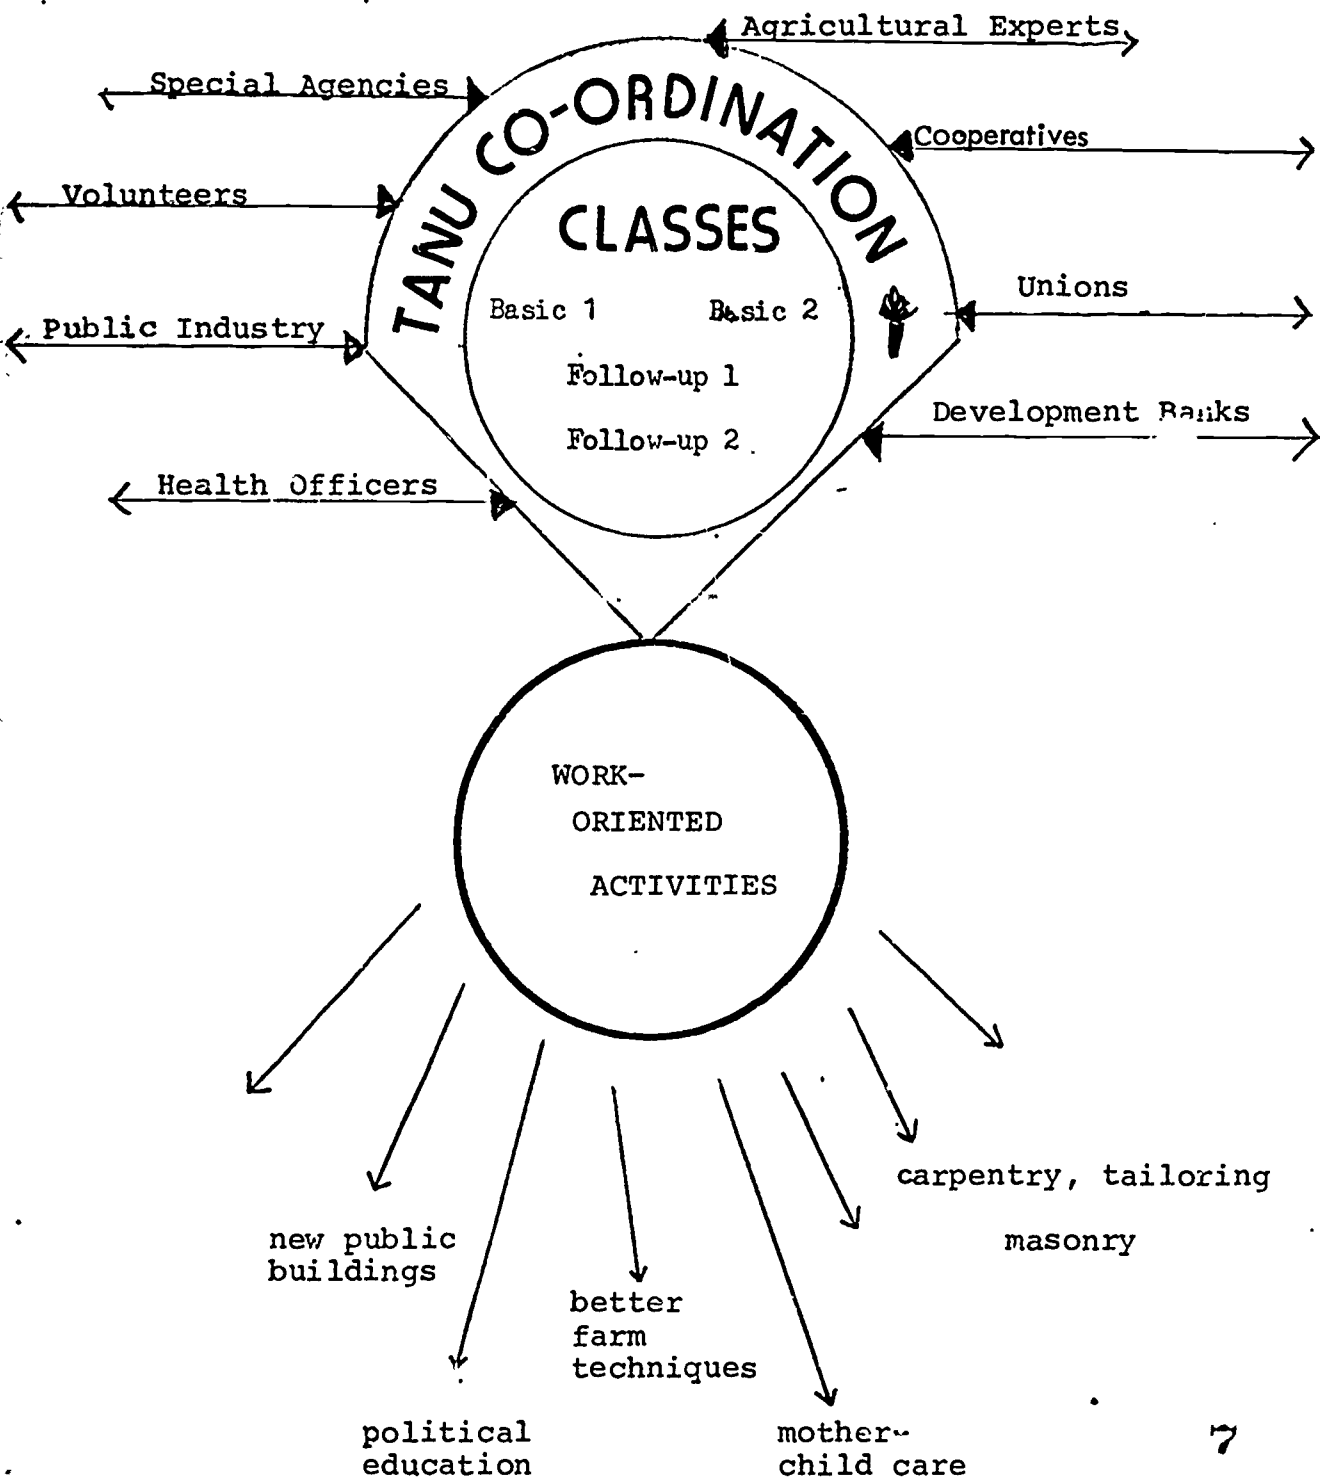 Agricultural Experts
Special Agencies
Cooperatives
Volunteers
Unions
Public Industry
Development Banks
Health Officers
TANU CO-ORDINATION
CLASSES
Basic 1 Basic 2
Follow-up 1
Follow-up 2
WORK-
ORIENTED
ACTIVITIES
carpentry, tailoring
masonry
new public
buildings
better
farm
techniques
political
education
mother-
child care
7